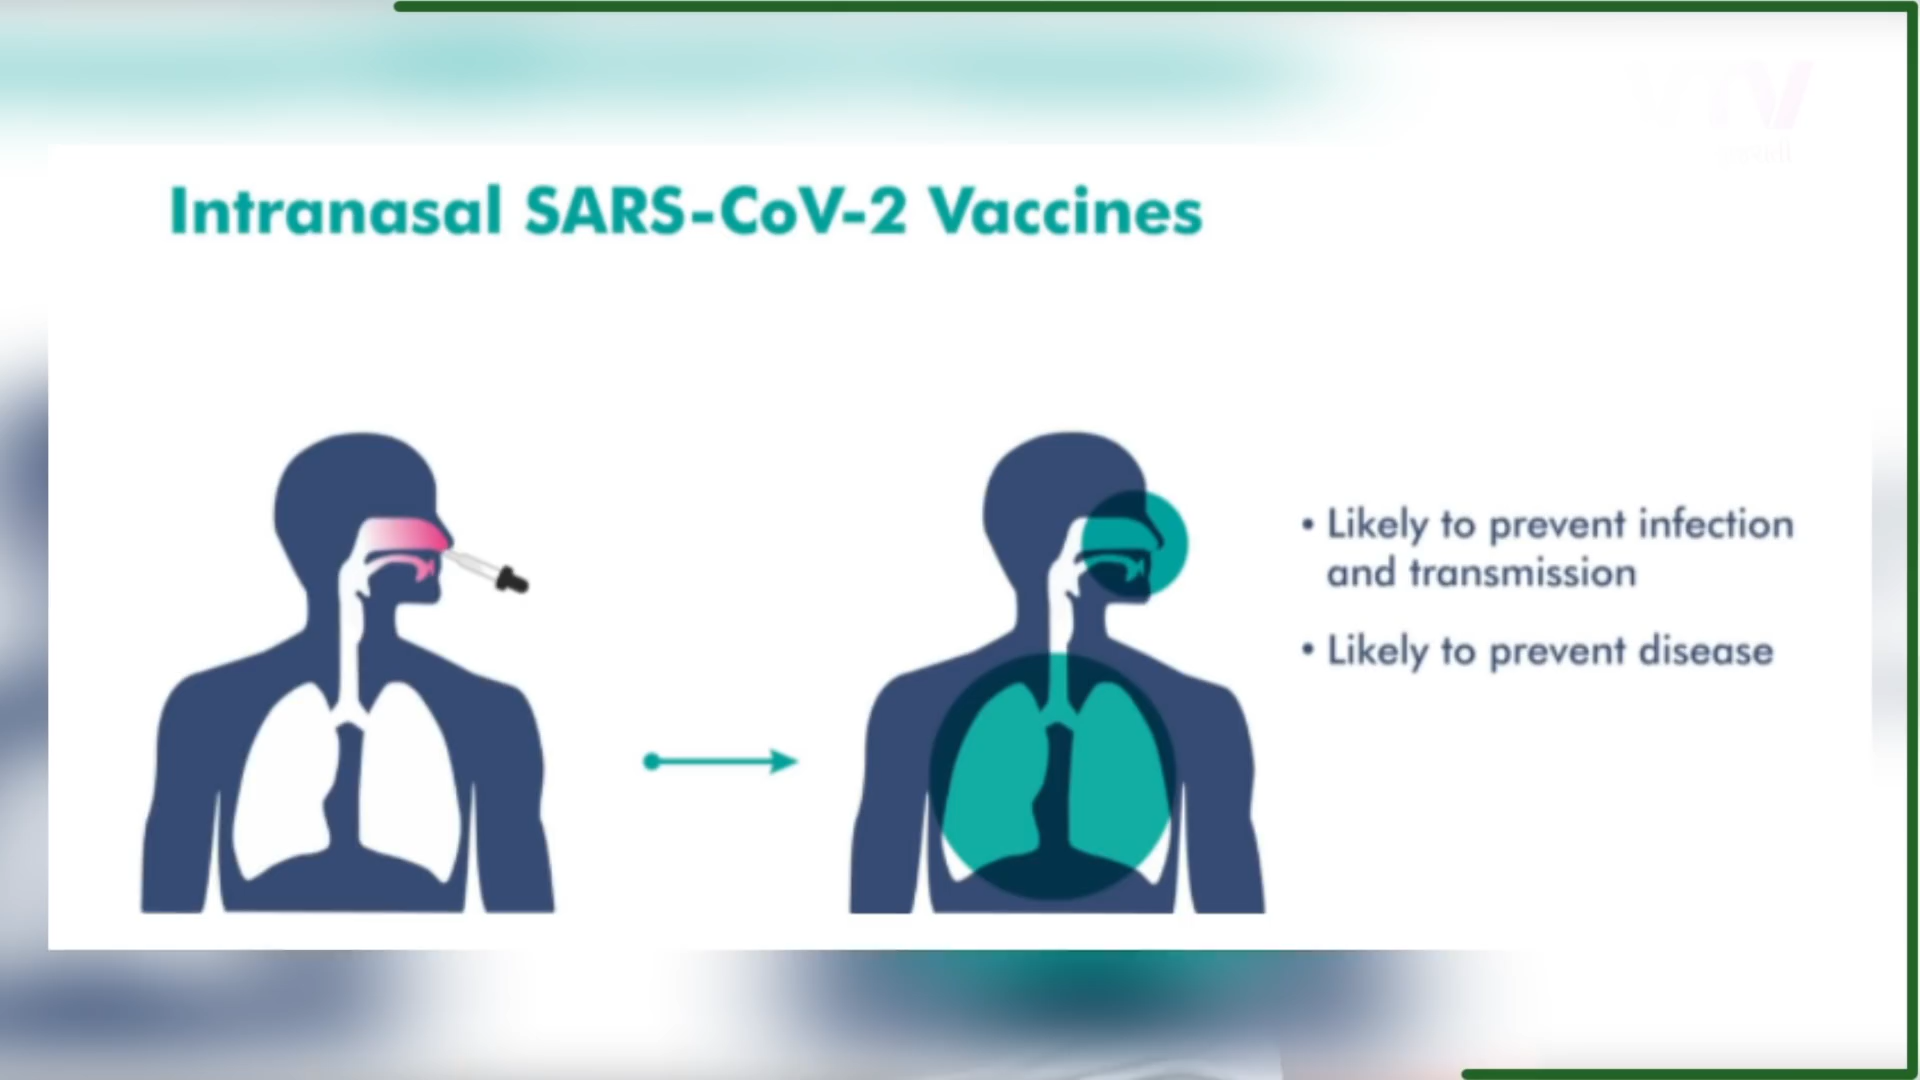 Intranasal SARS-CoV-2 Vaccines
• Likely to prevent infection
and transmission
• Likely to prevent disease